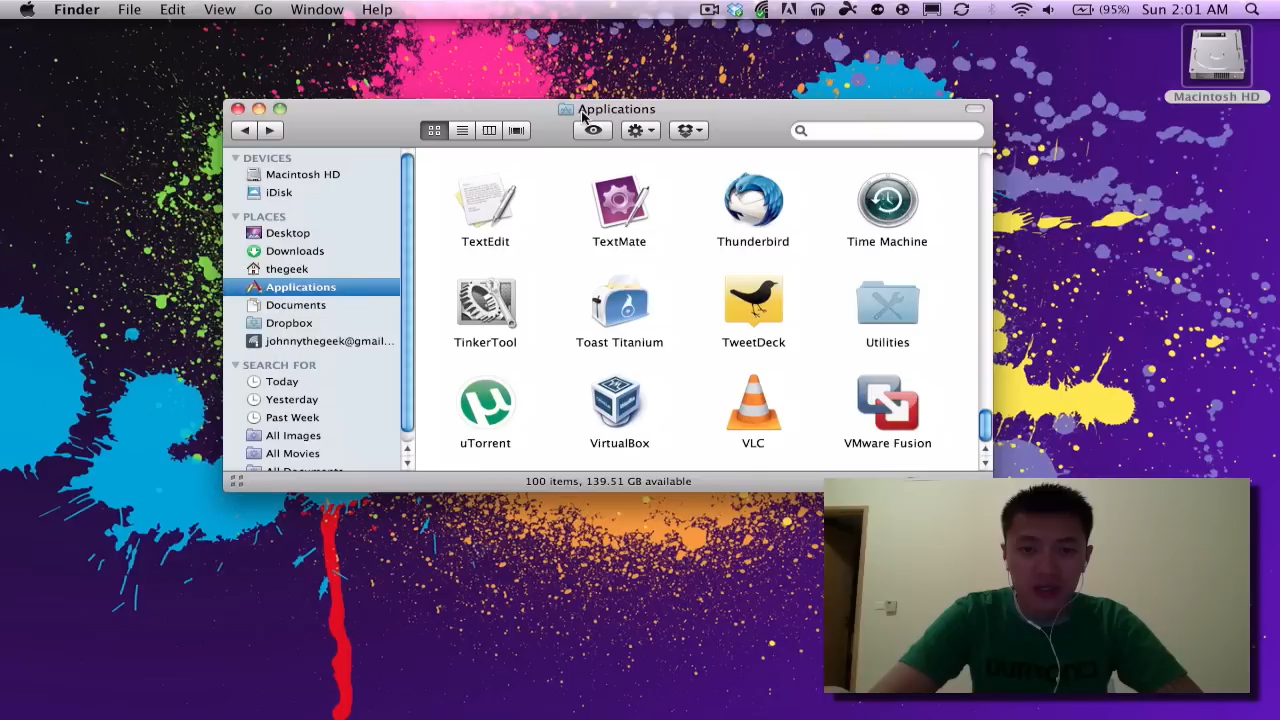 Finder File Edit View Go Window Help (95%) Sun 2:01 AM
Macintosh HD
Applications
DEVICES
Macintosh HD
iDisk
PLACES
Desktop
Downloads
thegeek
Applications
Documents
Dropbox
johnnythegeek@gmail...
SEARCH FOR
Today
Yesterday
Past Week
All Images
All Movies
All Documents
TextEdit TextMate Thunderbird Time Machine
TinkerTool Toast Titanium TweetDeck Utilities
uTorrent VirtualBox VLC VMware Fusion
100 items, 139.51 GB available